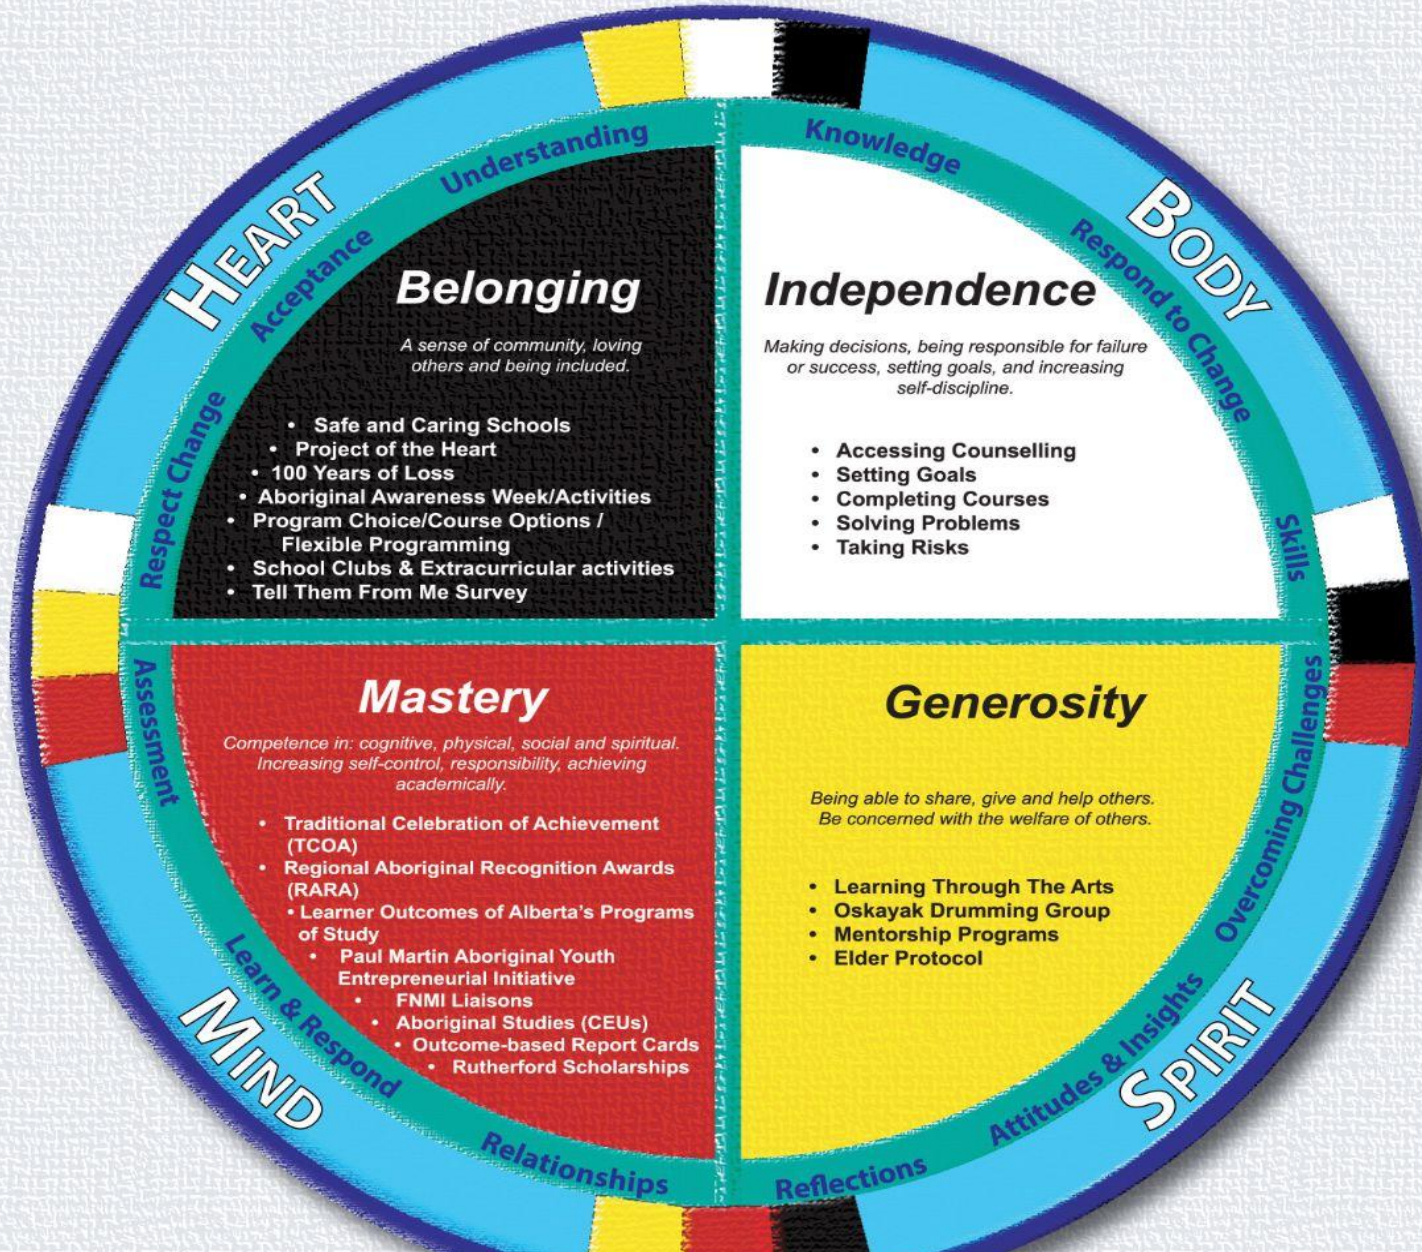 HEART
Respect Change
Acceptance
Understanding
Belonging
A sense of community, loving
others and being included.
• Safe and Caring Schools
• Project of the Heart
• 100 Years of Loss
• Aboriginal Awareness Week/Activities
• Program Choice/Course Options /
Flexible Programming
• School Clubs & Extracurricular activities
• Tell Them From Me Survey
BODY
Knowledge
Respond to Change
Skills
Independence
Making decisions, being responsible for failure
or success, setting goals, and increasing
self-discipline.
• Accessing Counselling
• Setting Goals
• Completing Courses
• Solving Problems
• Taking Risks
MIND
Assessment
Learn & Respond
Relationships
Mastery
Competence in: cognitive, physical, social and spiritual.
Increasing self-control, responsibility, achieving
academically.
• Traditional Celebration of Achievement
(TCOA)
• Regional Aboriginal Recognition Awards
(RARA)
• Learner Outcomes of Alberta's Programs
of Study
• Paul Martin Aboriginal Youth
Entrepreneurial Initiative
• FNMI Liaisons
• Aboriginal Studies (CEUs)
• Outcome-based Report Cards
• Rutherford Scholarships
SPIRIT
Overcoming Challenges
Attitudes & Insights
Reflections
Generosity
Being able to share, give and help others.
Be concerned with the welfare of others.
• Learning Through The Arts
• Oskayak Drumming Group
• Mentorship Programs
• Elder Protocol